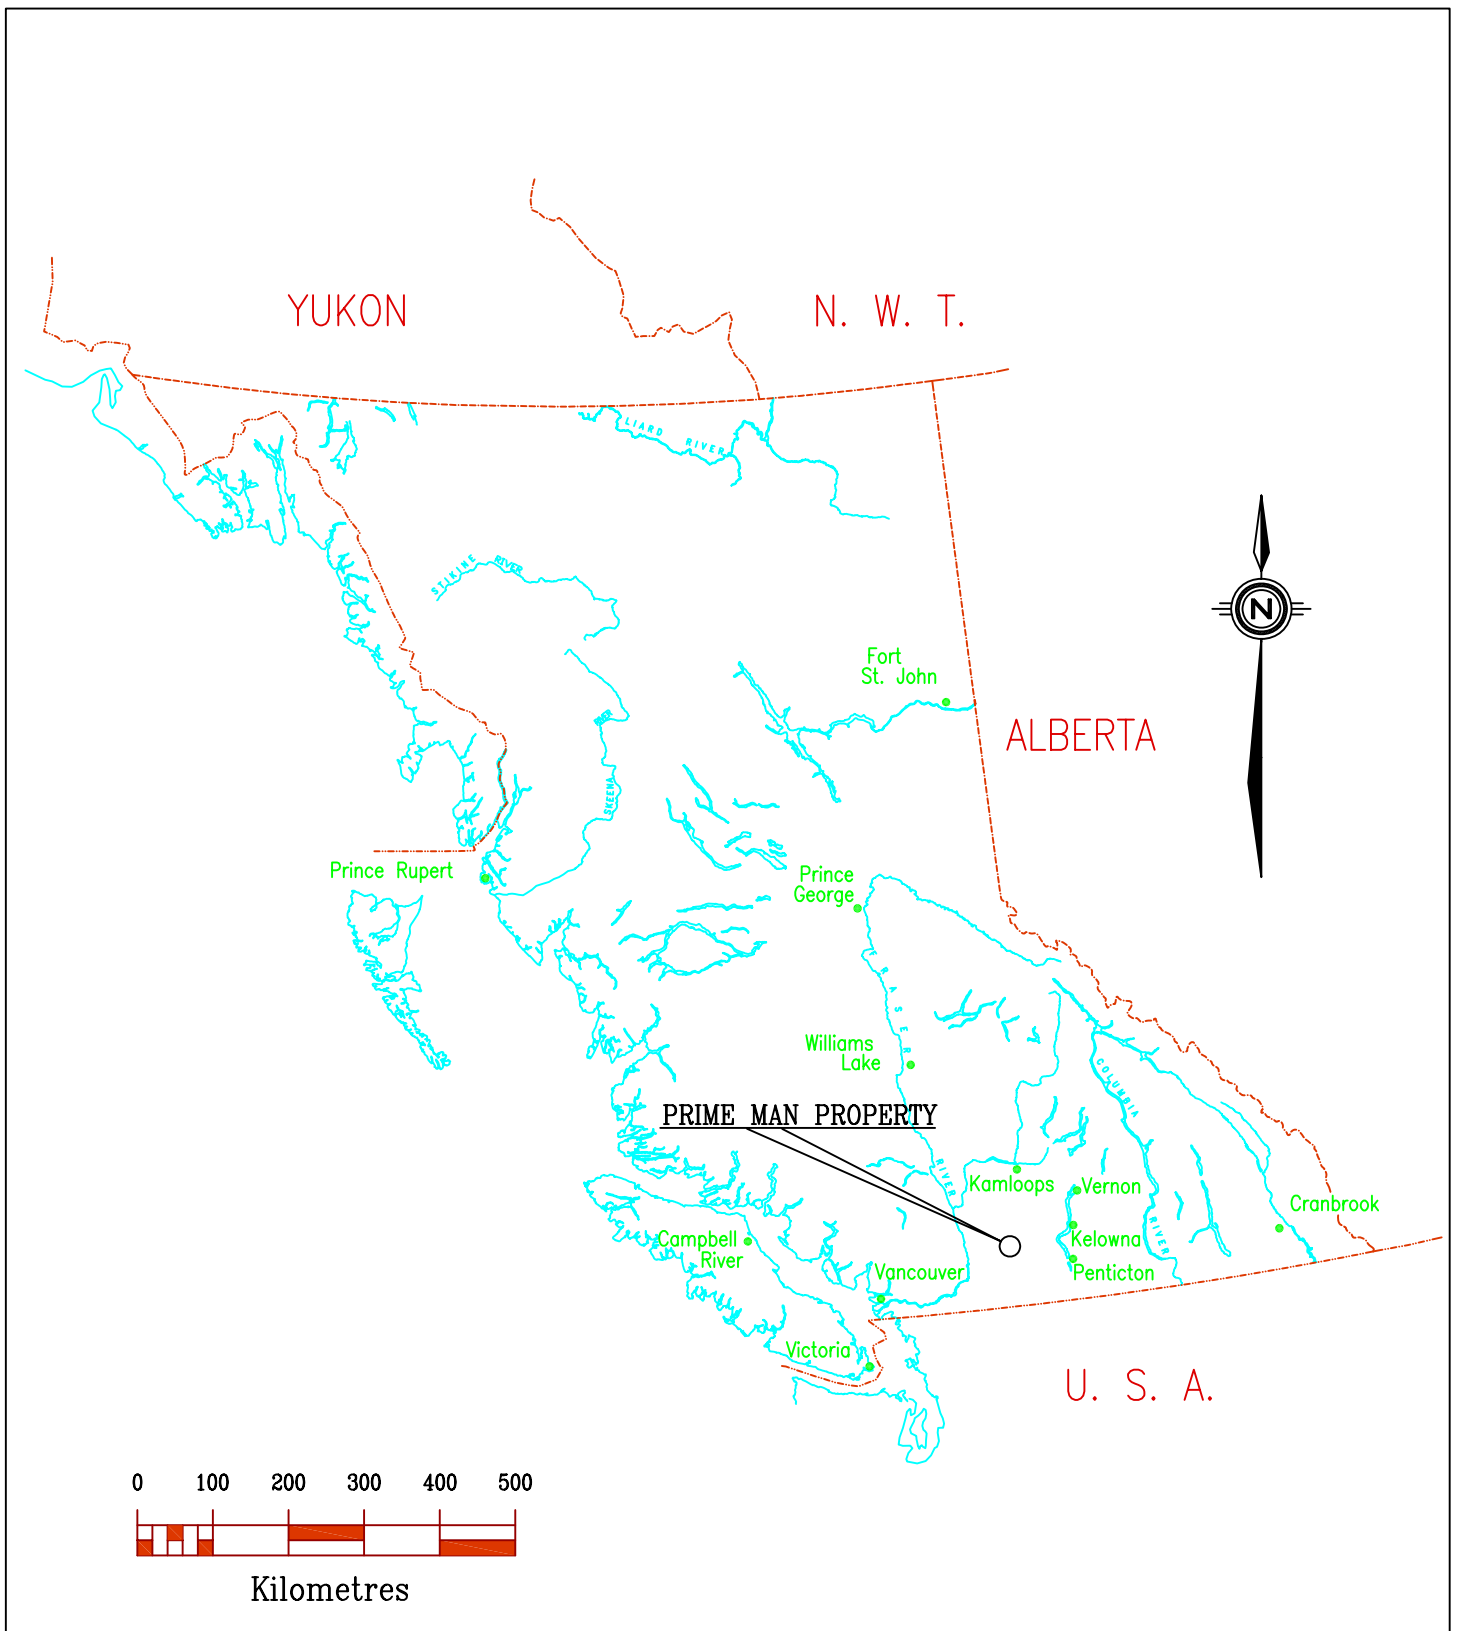 YUKON
N. W. T.
LIARD RIVER
STIKINE RIVER
N
Fort
St. John
ALBERTA
SKEENA
Prince Rupert
Prince
George
FRASER
Williams
Lake
COLUMBIA
PRIME MAN PROPERTY
RIVER
Kamloops
Vernon
Cranbrook
RIVER
Campbell
River
Kelowna
Vancouver
Penticton
Victoria
U. S. A.
0 100 200 300 400 500
Kilometres